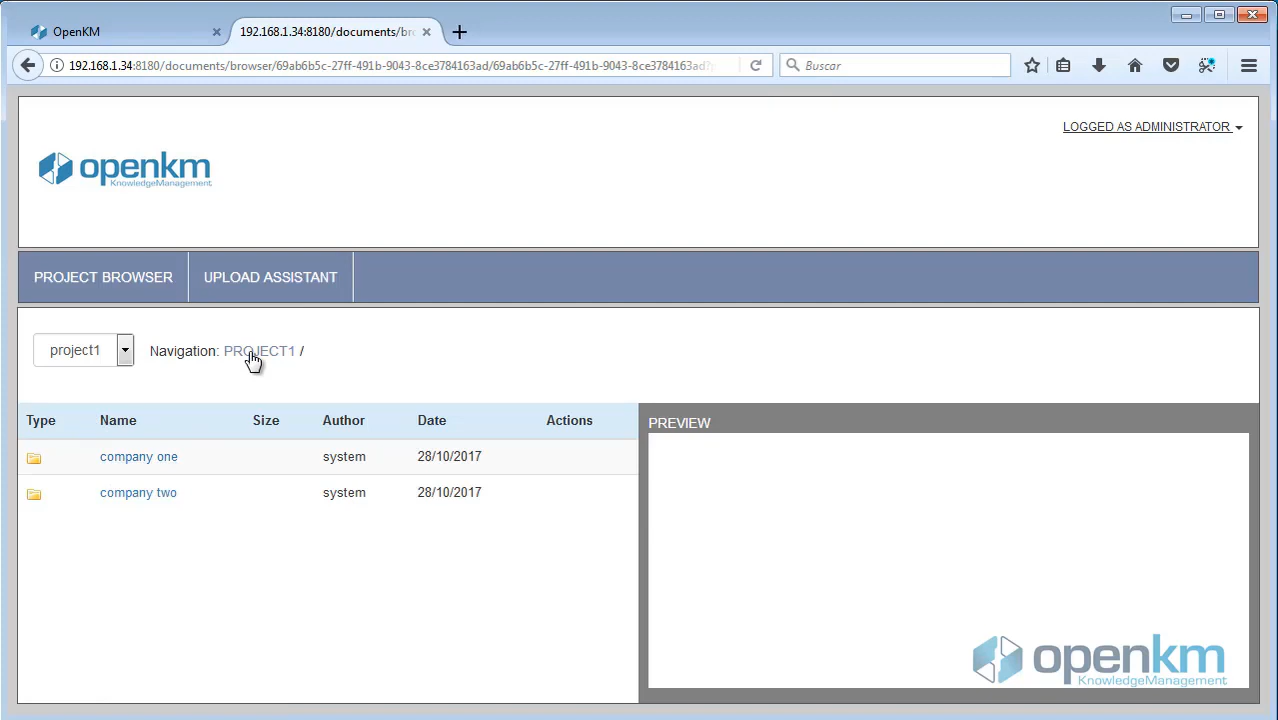 OpenKM
192.168.1.34:8180/documents/br
192.168.1.34:8180/documents/browser/69ab6b5c-27ff-491b-9043-8ce3784163ad/69ab6b5c-27ff-491b-9043-8ce3784163ad?
Buscar
LOGGED AS ADMINISTRATOR
openkm
KnowledgeManagement
PROJECT BROWSER
UPLOAD ASSISTANT
project1
Navigation: PROJECT1 /
Type Name Size Author Date Actions
company one system 28/10/2017
company two system 28/10/2017
PREVIEW
openkm
KnowledgeManagement